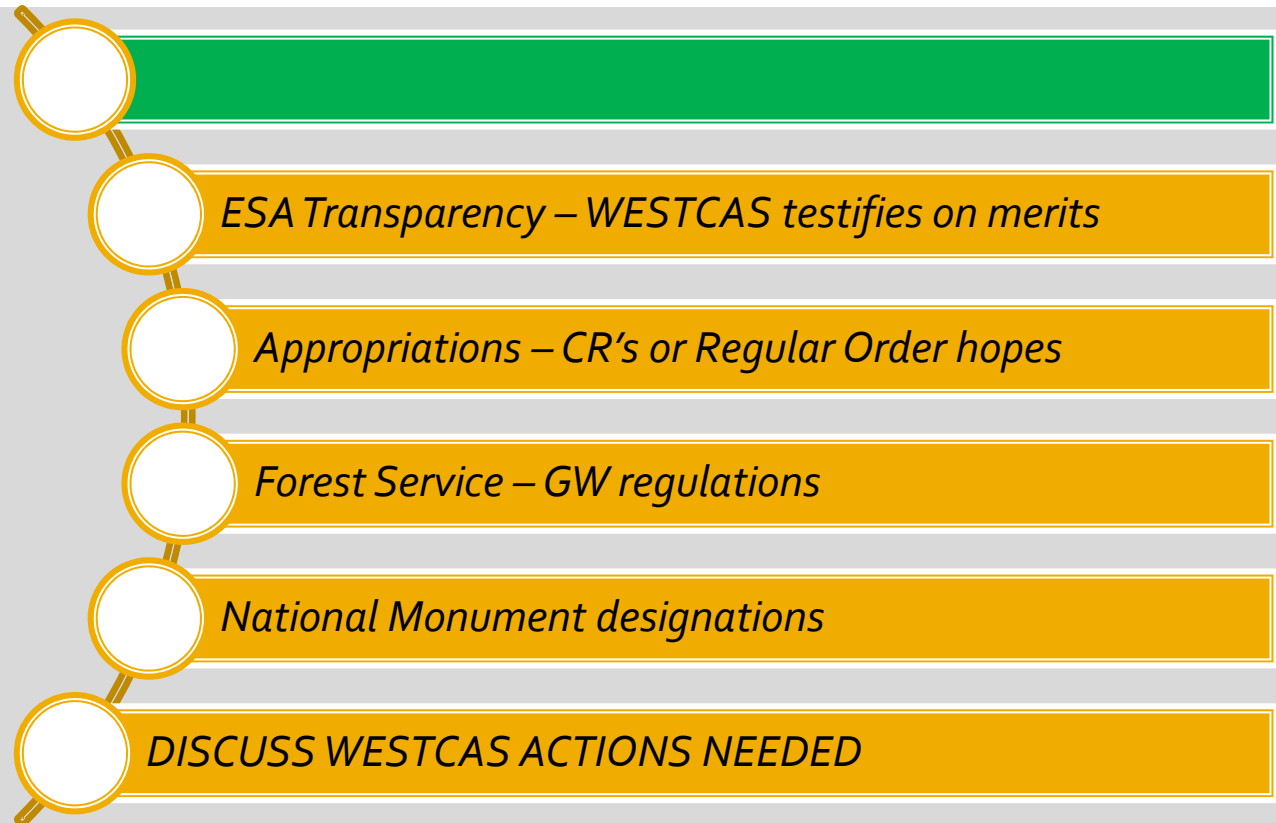 ESA Transparency – WESTCAS testifies on merits
Appropriations – CR’s or Regular Order hopes
Forest Service – GW regulations
National Monument designations
DISCUSS WESTCAS ACTIONS NEEDED